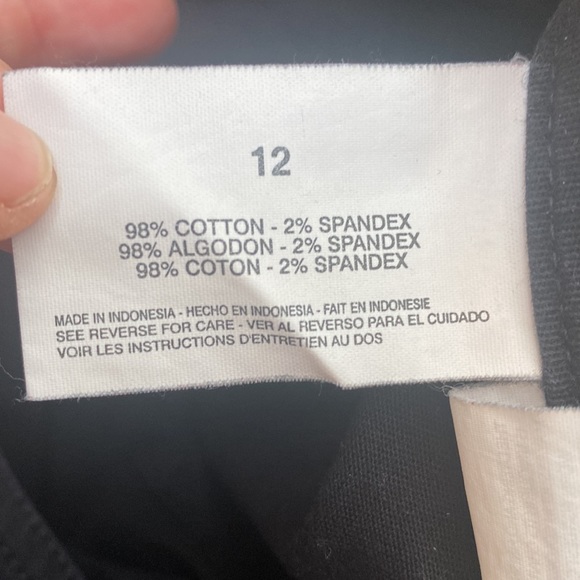 12
98% COTTON - 2% SPANDEX
98% ALGODON - 2% SPANDEX
98% COTON - 2% SPANDEX
MADE IN INDONESIA - HECHO EN INDONESIA - FAIT EN INDONESIE
SEE REVERSE FOR CARE - VER AL REVERSO PARA EL CUIDADO
VOIR LES INSTRUCTIONS D'ENTRETIEN AU DOS